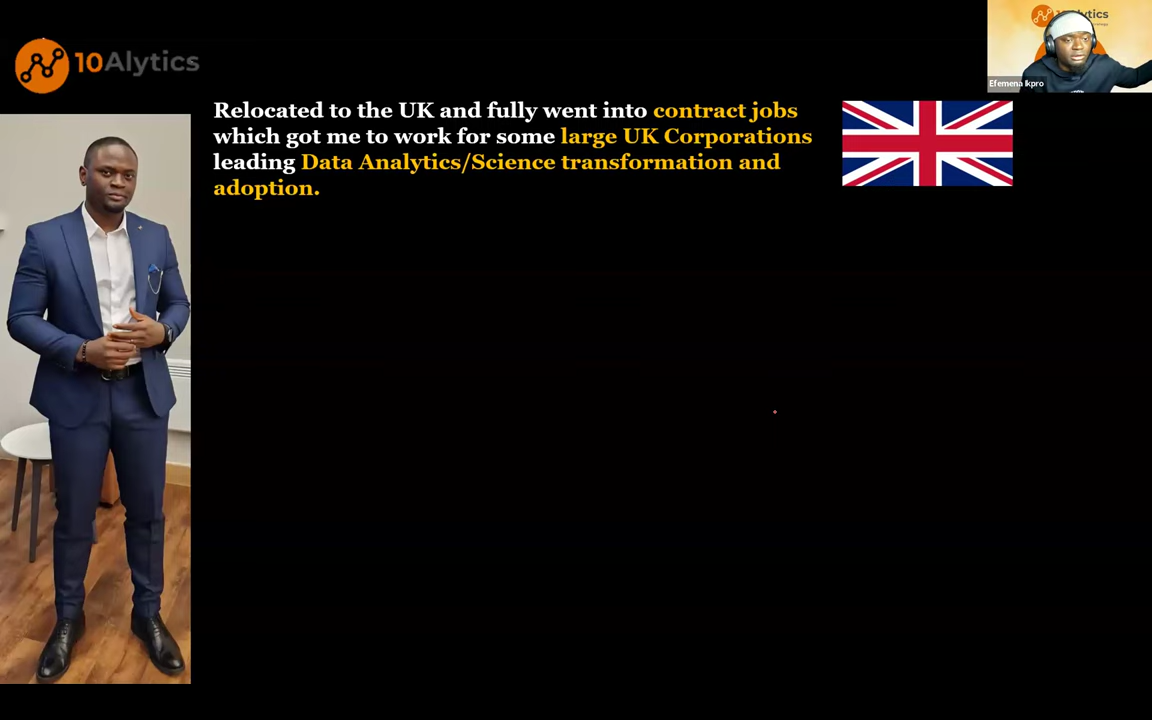 10Alytics
10Alytics
Efemena Ikpro
Relocated to the UK and fully went into contract jobs
which got me to work for some large UK Corporations
leading Data Analytics/Science transformation and
adoption.